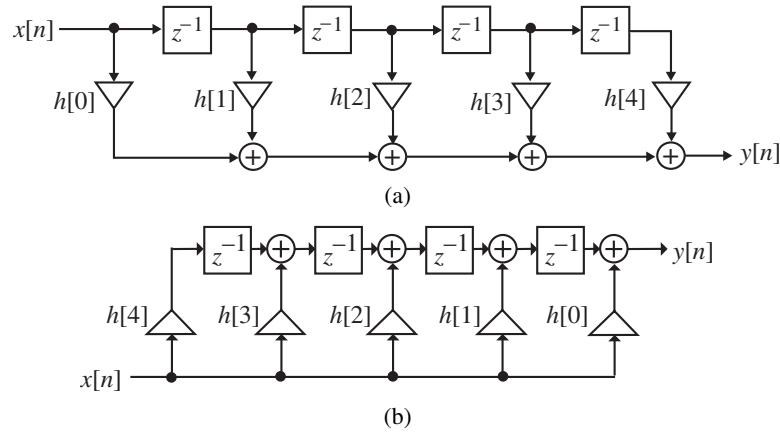 x[n] z⁻¹ z⁻¹ z⁻¹ z⁻¹
h[0] h[1] h[2] h[3] h[4]
+ + + + y[n]
(a)
z⁻¹ + z⁻¹ + z⁻¹ + z⁻¹ + y[n]
h[4] h[3] h[2] h[1] h[0]
x[n]
(b)